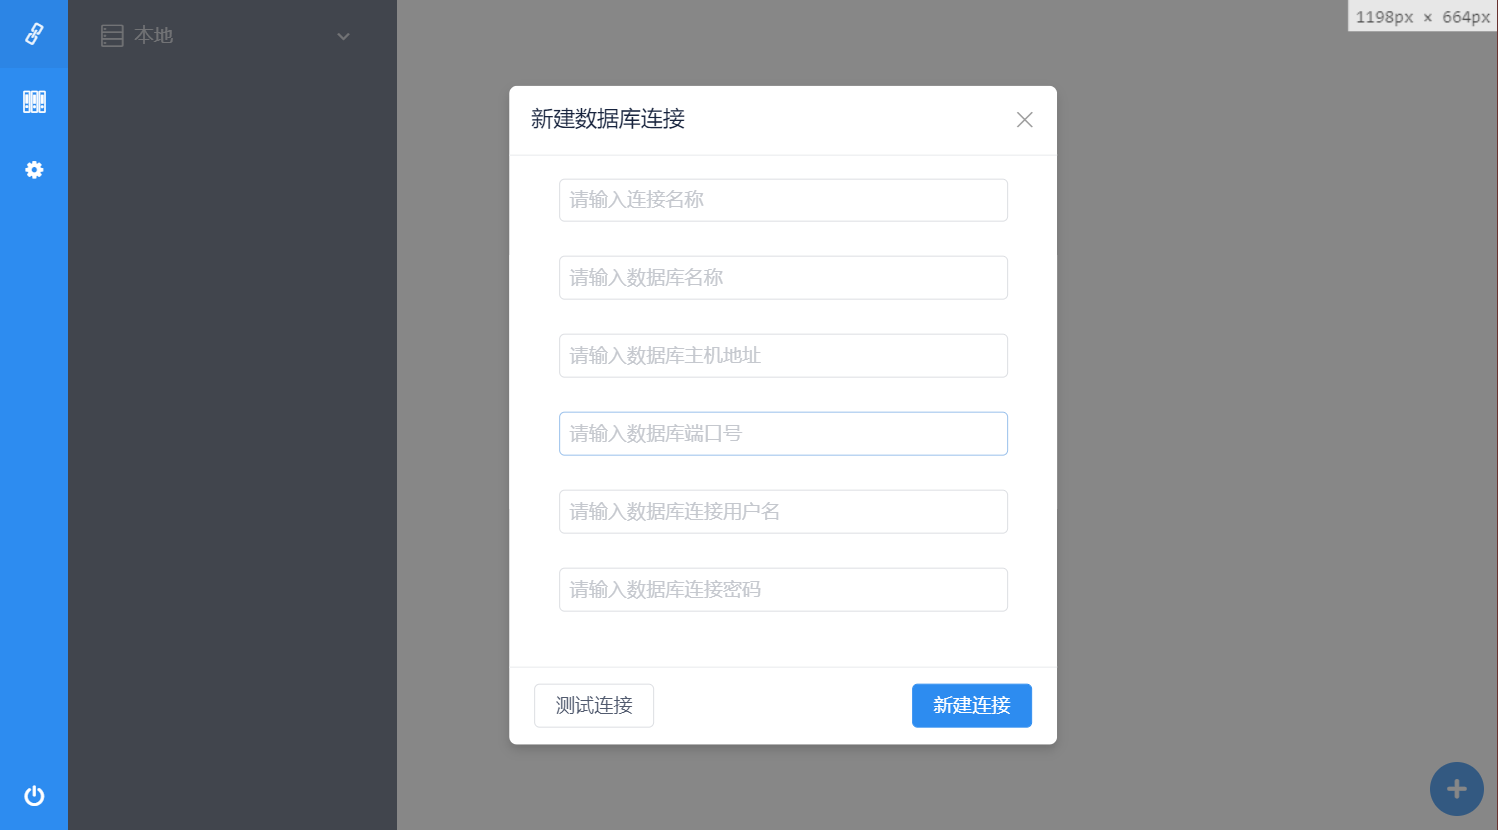 本地
1198px × 664px
新建数据库连接
请输入连接名称
请输入数据库名称
请输入数据库主机地址
请输入数据库端口号
请输入数据库连接用户名
请输入数据库连接密码
测试连接
新建连接